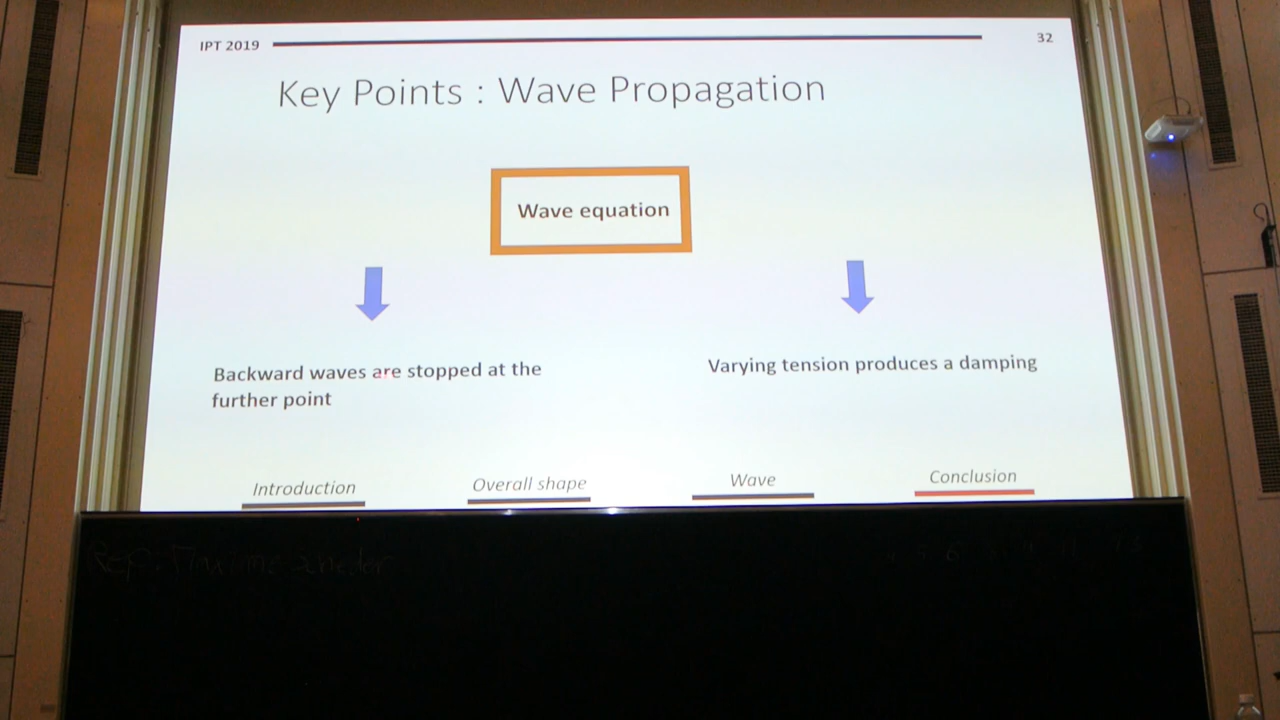 IPT 2019
32
Key Points : Wave Propagation
Wave equation
Backward waves are stopped at the
further point
Varying tension produces a damping
Introduction
Overall shape
Wave
Conclusion